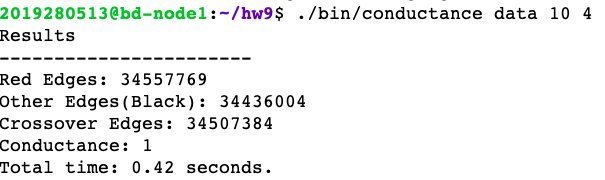 2019280513@bd-node1:~/hw9$ ./bin/conductance data 10 4
Results
-----------------------
Red Edges: 34557769
Other Edges(Black): 34436004
Crossover Edges: 34507384
Conductance: 1
Total time: 0.42 seconds.